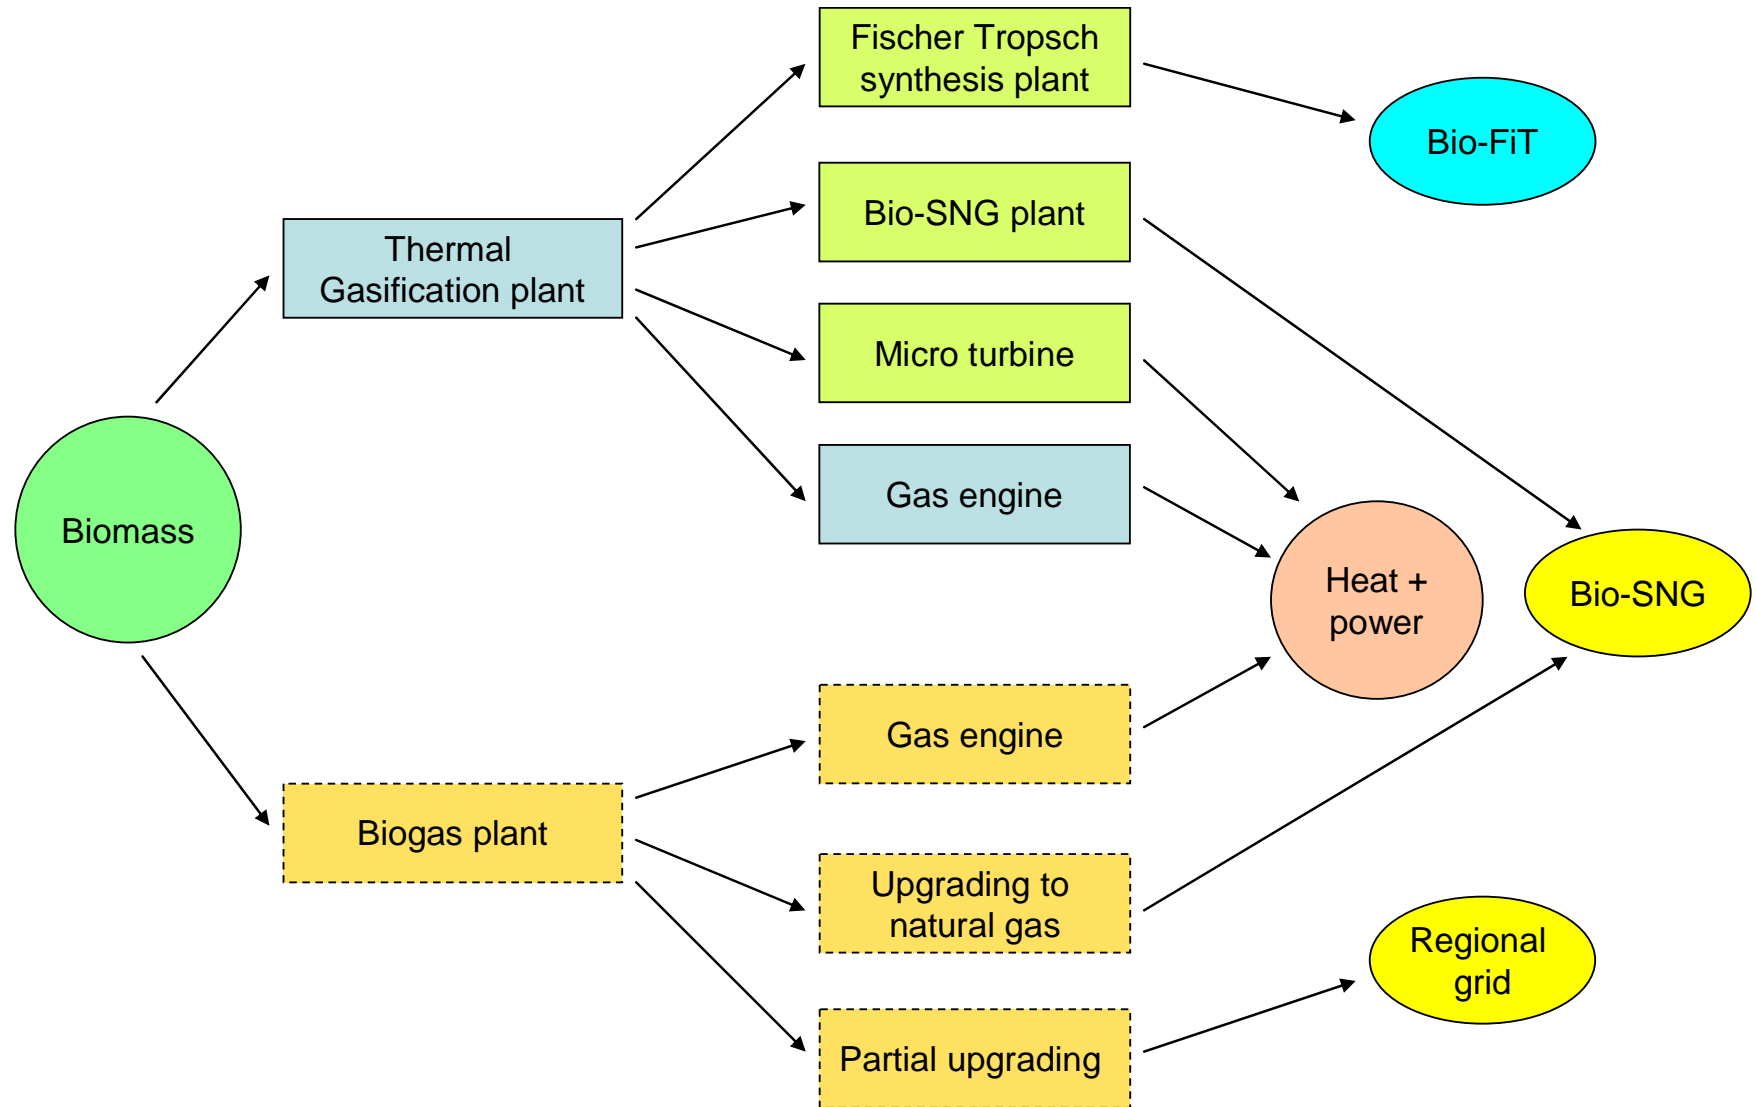 Fischer Tropsch
synthesis plant
Bio-FiT
Bio-SNG plant
Thermal
Gasification plant
Micro turbine
Gas engine
Biomass
Heat +
power
Bio-SNG
Gas engine
Biogas plant
Upgrading to
natural gas
Regional
grid
Partial upgrading